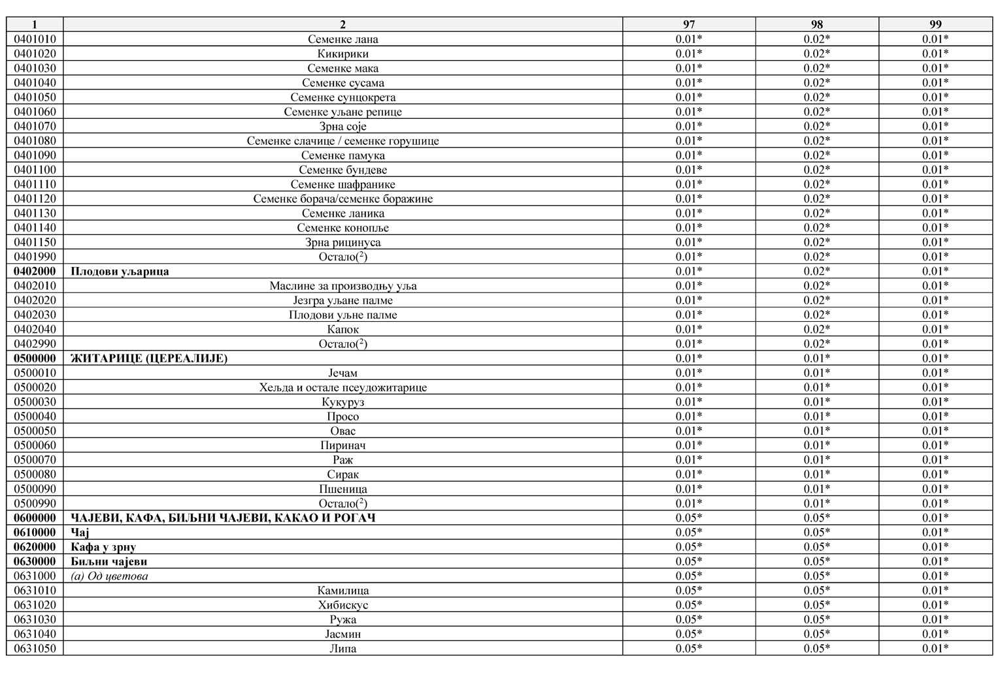 1 2 97 98 99
0401010 Семенке лана 0.01* 0.02* 0.01*
0401020 Кикирики 0.01* 0.02* 0.01*
0401030 Семенке мака 0.01* 0.02* 0.01*
0401040 Семенке сусама 0.01* 0.02* 0.01*
0401050 Семенке сунцокрета 0.01* 0.02* 0.01*
0401060 Семенке уљане репице 0.01* 0.02* 0.01*
0401070 Зрна соје 0.01* 0.02* 0.01*
0401080 Семенке слачице / семенке горушице 0.01* 0.02* 0.01*
0401090 Семенке памука 0.01* 0.02* 0.01*
0401100 Семенке бундеве 0.01* 0.02* 0.01*
0401110 Семенке шафранике 0.01* 0.02* 0.01*
0401120 Семенке борача/семенке боражине 0.01* 0.02* 0.01*
0401130 Семенке ланика 0.01* 0.02* 0.01*
0401140 Семенке конопље 0.01* 0.02* 0.01*
0401150 Зрна рицинуса 0.01* 0.02* 0.01*
0401990 Остало(²) 0.01* 0.02* 0.01*
0402000 Плодови уљарица 0.01* 0.02* 0.01*
0402010 Маслине за производњу уља 0.01* 0.02* 0.01*
0402020 Језгра уљане палме 0.01* 0.02* 0.01*
0402030 Плодови уљне палме 0.01* 0.02* 0.01*
0402040 Капок 0.01* 0.02* 0.01*
0402990 Остало(²) 0.01* 0.02* 0.01*
0500000 ЖИТАРИЦЕ (ЦЕРЕАЛИЈЕ) 0.01* 0.01* 0.01*
0500010 Јечам 0.01* 0.01* 0.01*
0500020 Хељда и остале псеудожитарице 0.01* 0.01* 0.01*
0500030 Кукуруз 0.01* 0.01* 0.01*
0500040 Просо 0.01* 0.01* 0.01*
0500050 Овас 0.01* 0.01* 0.01*
0500060 Пиринач 0.01* 0.01* 0.01*
0500070 Раж 0.01* 0.01* 0.01*
0500080 Сирак 0.01* 0.01* 0.01*
0500090 Пшеница 0.01* 0.01* 0.01*
0500990 Остало(²) 0.01* 0.01* 0.01*
0600000 ЧАЈЕВИ, КАФА, БИЉНИ ЧАЈЕВИ, КАКАО И РОГАЧ 0.05* 0.05* 0.01*
0610000 Чај 0.05* 0.05* 0.01*
0620000 Кафа у зрну 0.05* 0.05* 0.01*
0630000 Биљни чајеви 0.05* 0.05* 0.01*
0631000 (а) Од цветова 0.05* 0.05* 0.01*
0631010 Камилица 0.05* 0.05* 0.01*
0631020 Хибискус 0.05* 0.05* 0.01*
0631030 Ружа 0.05* 0.05* 0.01*
0631040 Јасмин 0.05* 0.05* 0.01*
0631050 Липа 0.05* 0.05* 0.01*